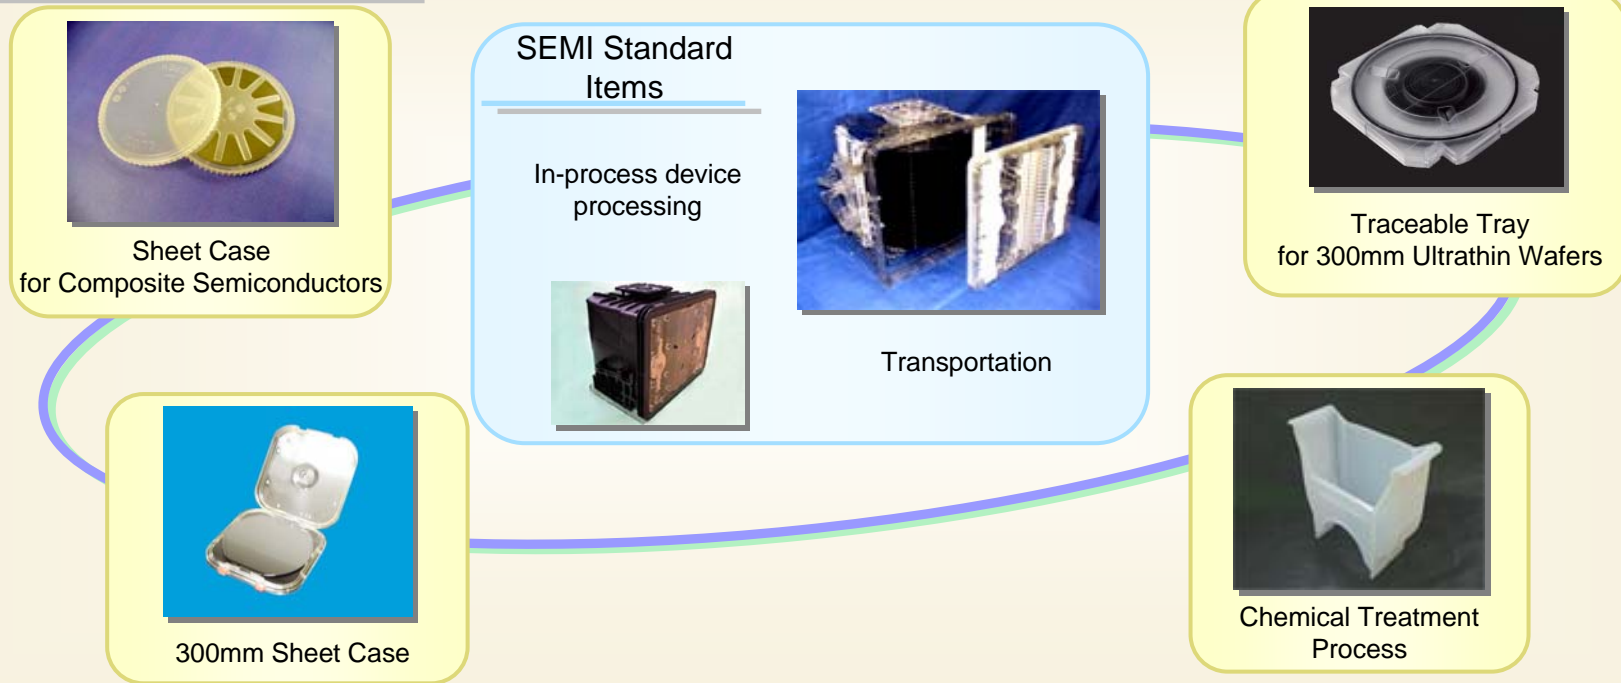 SEMI Standard
Items
In-process device
processing
Transportation
Sheet Case
for Composite Semiconductors
Traceable Tray
for 300mm Ultrathin Wafers
300mm Sheet Case
Chemical Treatment
Process